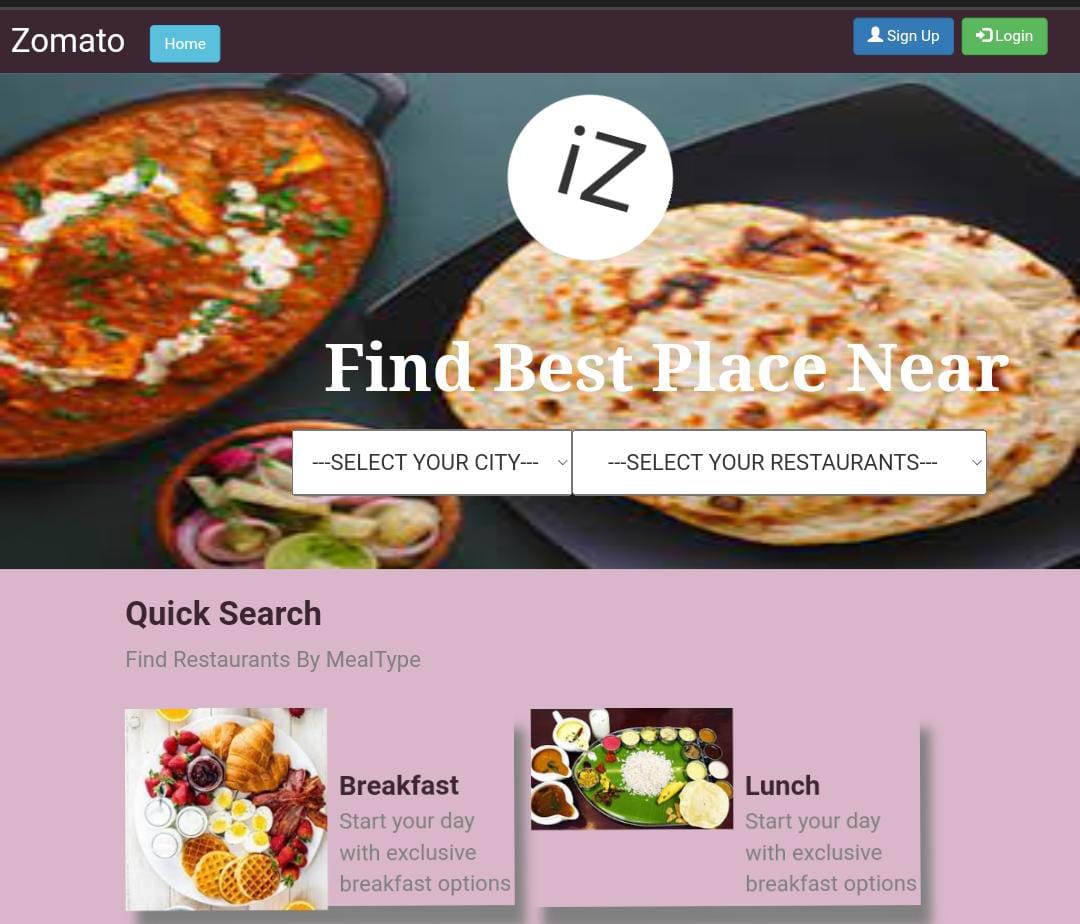 Zomato
Home
Sign Up
Login
iZ
Find Best Place Near
---SELECT YOUR CITY---
---SELECT YOUR RESTAURANTS---
Quick Search
Find Restaurants By MealType
Breakfast
Start your day
with exclusive
breakfast options
Lunch
Start your day
with exclusive
breakfast options